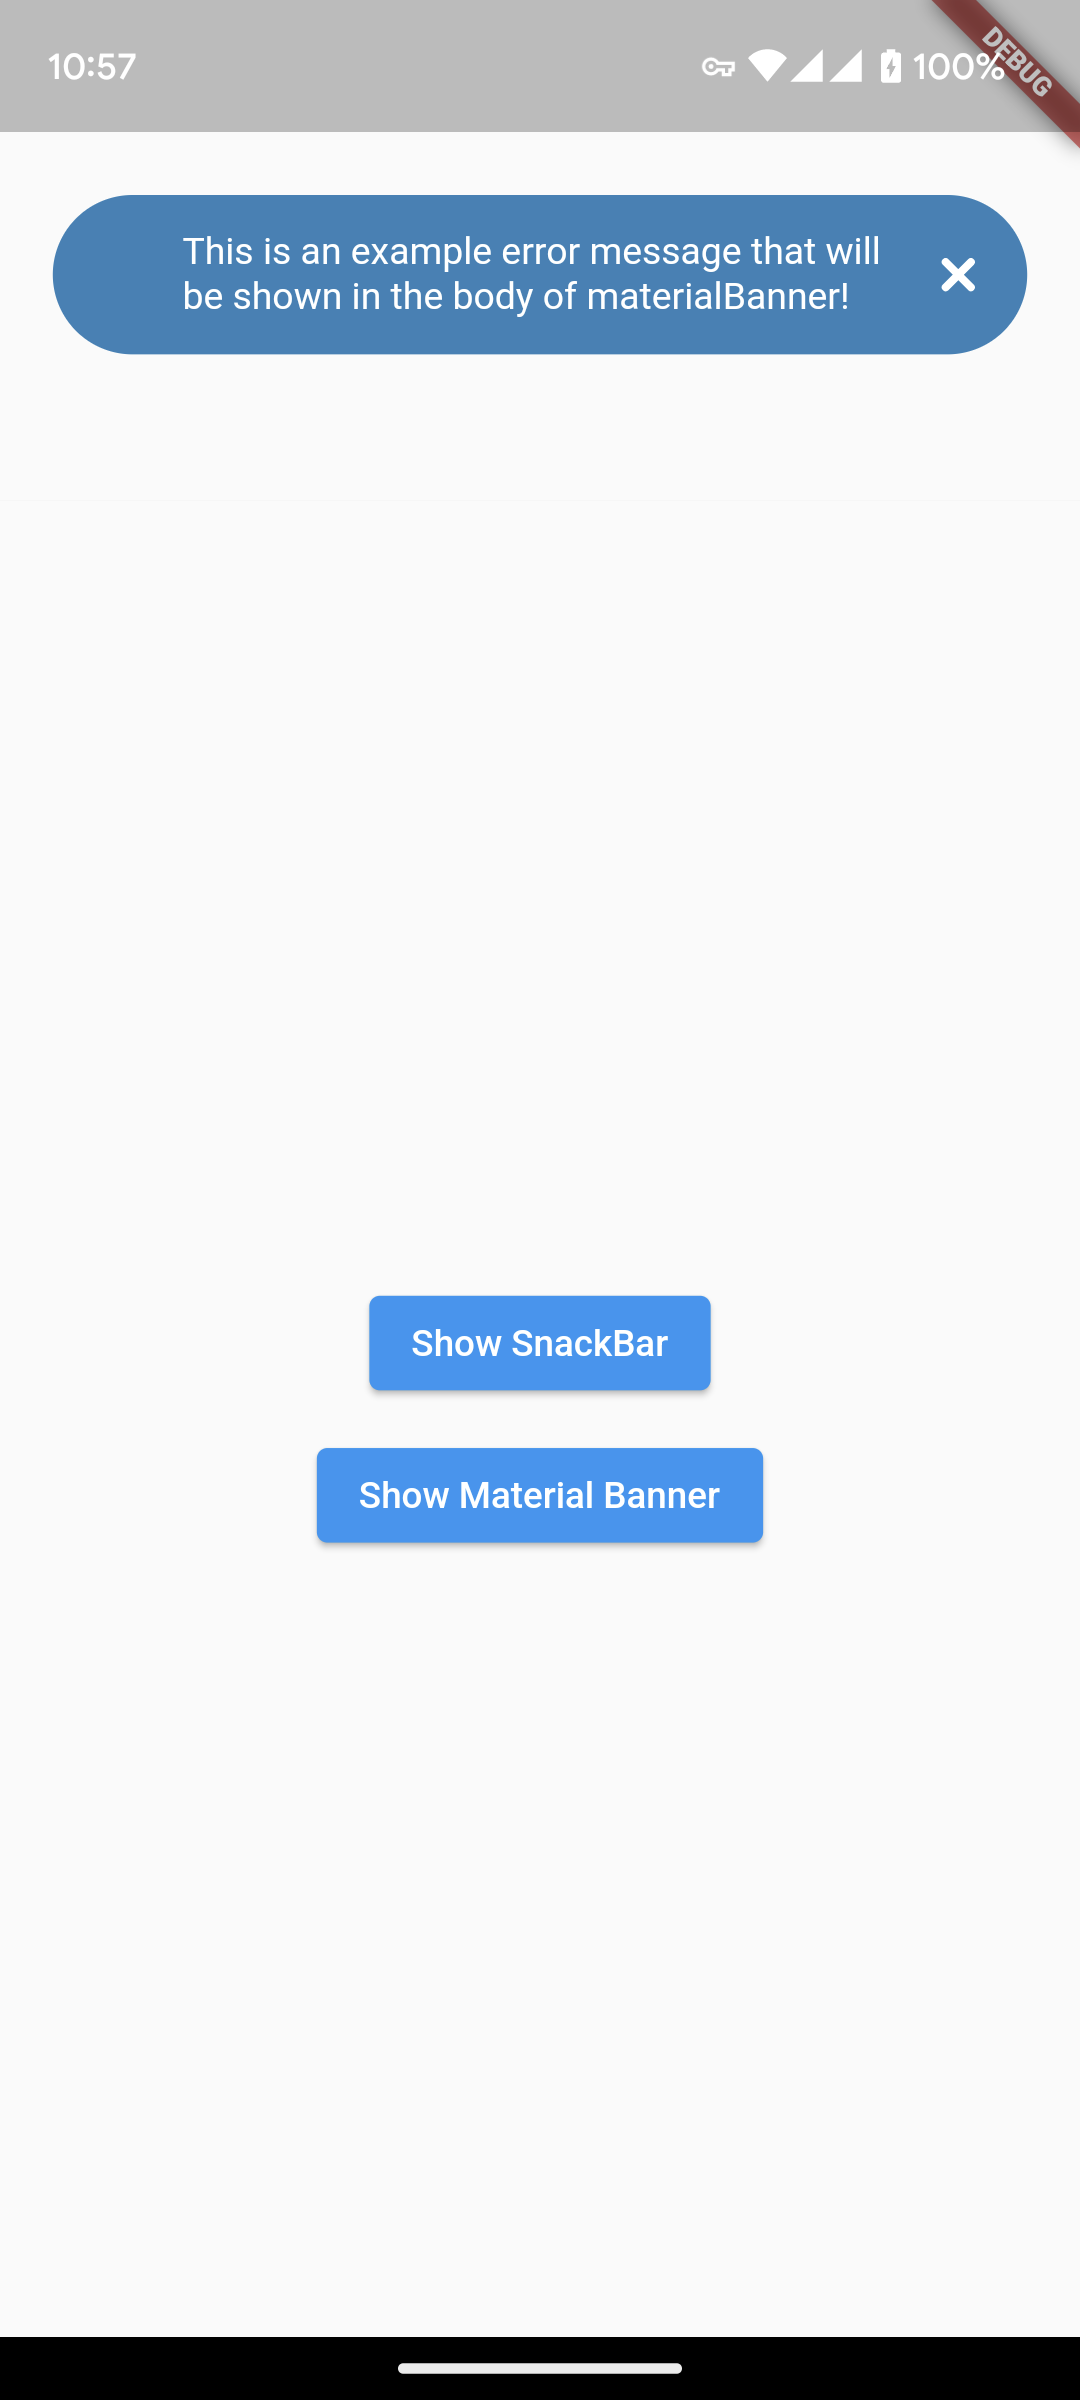 10:57
100%
DEBUG
This is an example error message that will
be shown in the body of materialBanner!
Show SnackBar
Show Material Banner